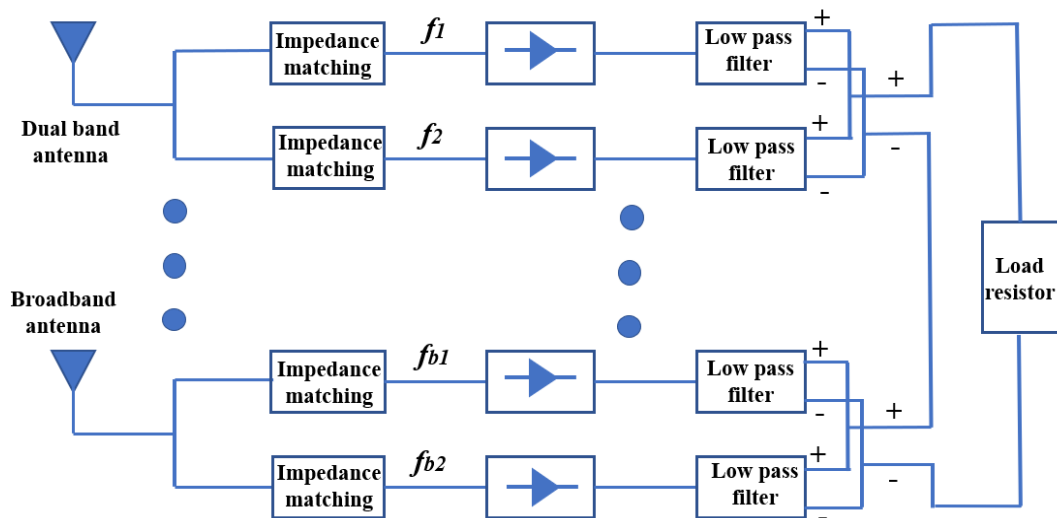 Impedance
matching
f1
Low pass
filter
+
-
+
-
Dual band
antenna
Impedance
matching
f2
Low pass
filter
+
-
Load
resistor
Broadband
antenna
Impedance
matching
fb1
Low pass
filter
+
-
+
-
Impedance
matching
fb2
Low pass
filter
+
-